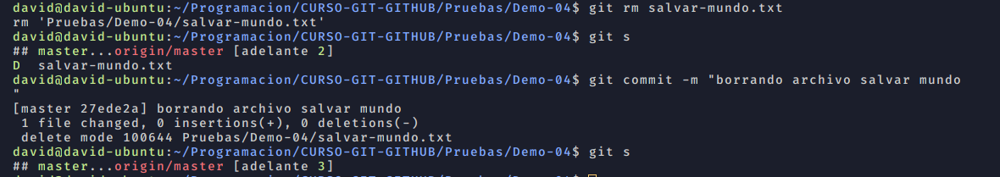 david@david-ubuntu:~/Programacion/CURSO-GIT-GITHUB/Pruebas/Demo-04$ git rm salvar-mundo.txt
rm 'Pruebas/Demo-04/salvar-mundo.txt'
david@david-ubuntu:~/Programacion/CURSO-GIT-GITHUB/Pruebas/Demo-04$ git s
## master...origin/master [adelante 2]
D  salvar-mundo.txt
david@david-ubuntu:~/Programacion/CURSO-GIT-GITHUB/Pruebas/Demo-04$ git commit -m "borrando archivo salvar mundo
"
[master 27ede2a] borrando archivo salvar mundo
 1 file changed, 0 insertions(+), 0 deletions(-)
 delete mode 100644 Pruebas/Demo-04/salvar-mundo.txt
david@david-ubuntu:~/Programacion/CURSO-GIT-GITHUB/Pruebas/Demo-04$ git s
## master...origin/master [adelante 3]